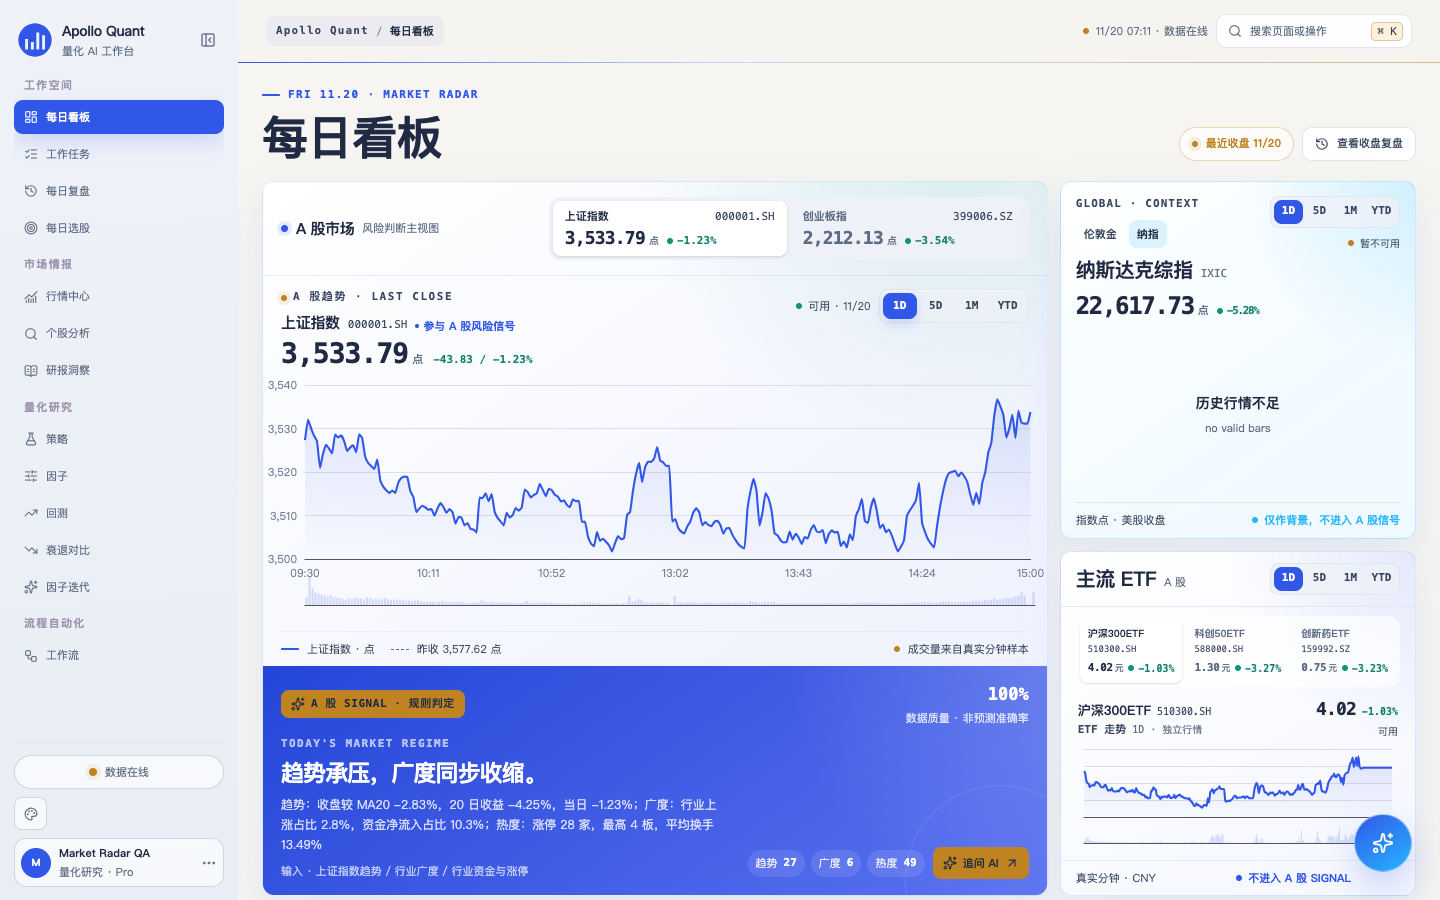 Apollo Quant
量化 AI 工作台
工作空间
每日看板
工作任务
每日复盘
每日选股
市场情报
行情中心
个股分析
研报洞察
量化研究
策略
因子
回测
衰退对比
因子迭代
流程自动化
工作流
数据在线
M
Market Radar QA
量化研究 · Pro
Apollo Quant / 每日看板
11/20 07:11 · 数据在线
搜索页面或操作
⌘ K
FRI 11.20 · MARKET RADAR
每日看板
最近收盘 11/20
查看收盘复盘
A 股市场 风险判断主视图
上证指数 000001.SH
3,533.79 点 −1.23%
创业板指 399006.SZ
2,212.13 点 −3.54%
A 股趋势 · LAST CLOSE
可用 · 11/20
1D 5D 1M YTD
上证指数 000001.SH 参与 A 股风险信号
3,533.79 点 −43.83 / −1.23%
3,540
3,530
3,520
3,510
3,500
09:30 10:11 10:52 13:02 13:43 14:24 15:00
上证指数 · 点 昨收 3,577.62 点
成交量来自真实分钟样本
A 股 SIGNAL · 规则判定
100%
数据质量 · 非预测准确率
TODAY'S MARKET REGIME
趋势承压，广度同步收缩。
趋势：收盘较 MA20 −2.83%，20 日收益 −4.25%，当日 −1.23%；广度：行业上
涨占比 2.8%，资金净流入占比 10.3%；热度：涨停 28 家，最高 4 板，平均换手
13.49%
输入 · 上证指数趋势 / 行业广度 / 行业资金与涨停
趋势 27
广度 6
热度 49
追问 AI
GLOBAL · CONTEXT
1D 5D 1M YTD
伦敦金 纳指
暂不可用
纳斯达克综指 IXIC
22,617.73 点 −5.28%
历史行情不足
no valid bars
指数点 · 美股收盘
仅作背景，不进入 A 股信号
主流 ETF A 股
1D 5D 1M YTD
沪深300ETF
510300.SH
4.02 元 −1.03%
科创50ETF
588000.SH
1.30 元 −3.27%
创新药ETF
159992.SZ
0.75 元 −3.23%
沪深300ETF 510300.SH
4.02 −1.03%
ETF 走势 1D · 独立行情
可用
真实分钟 · CNY
不进入 A 股 SIGNAL